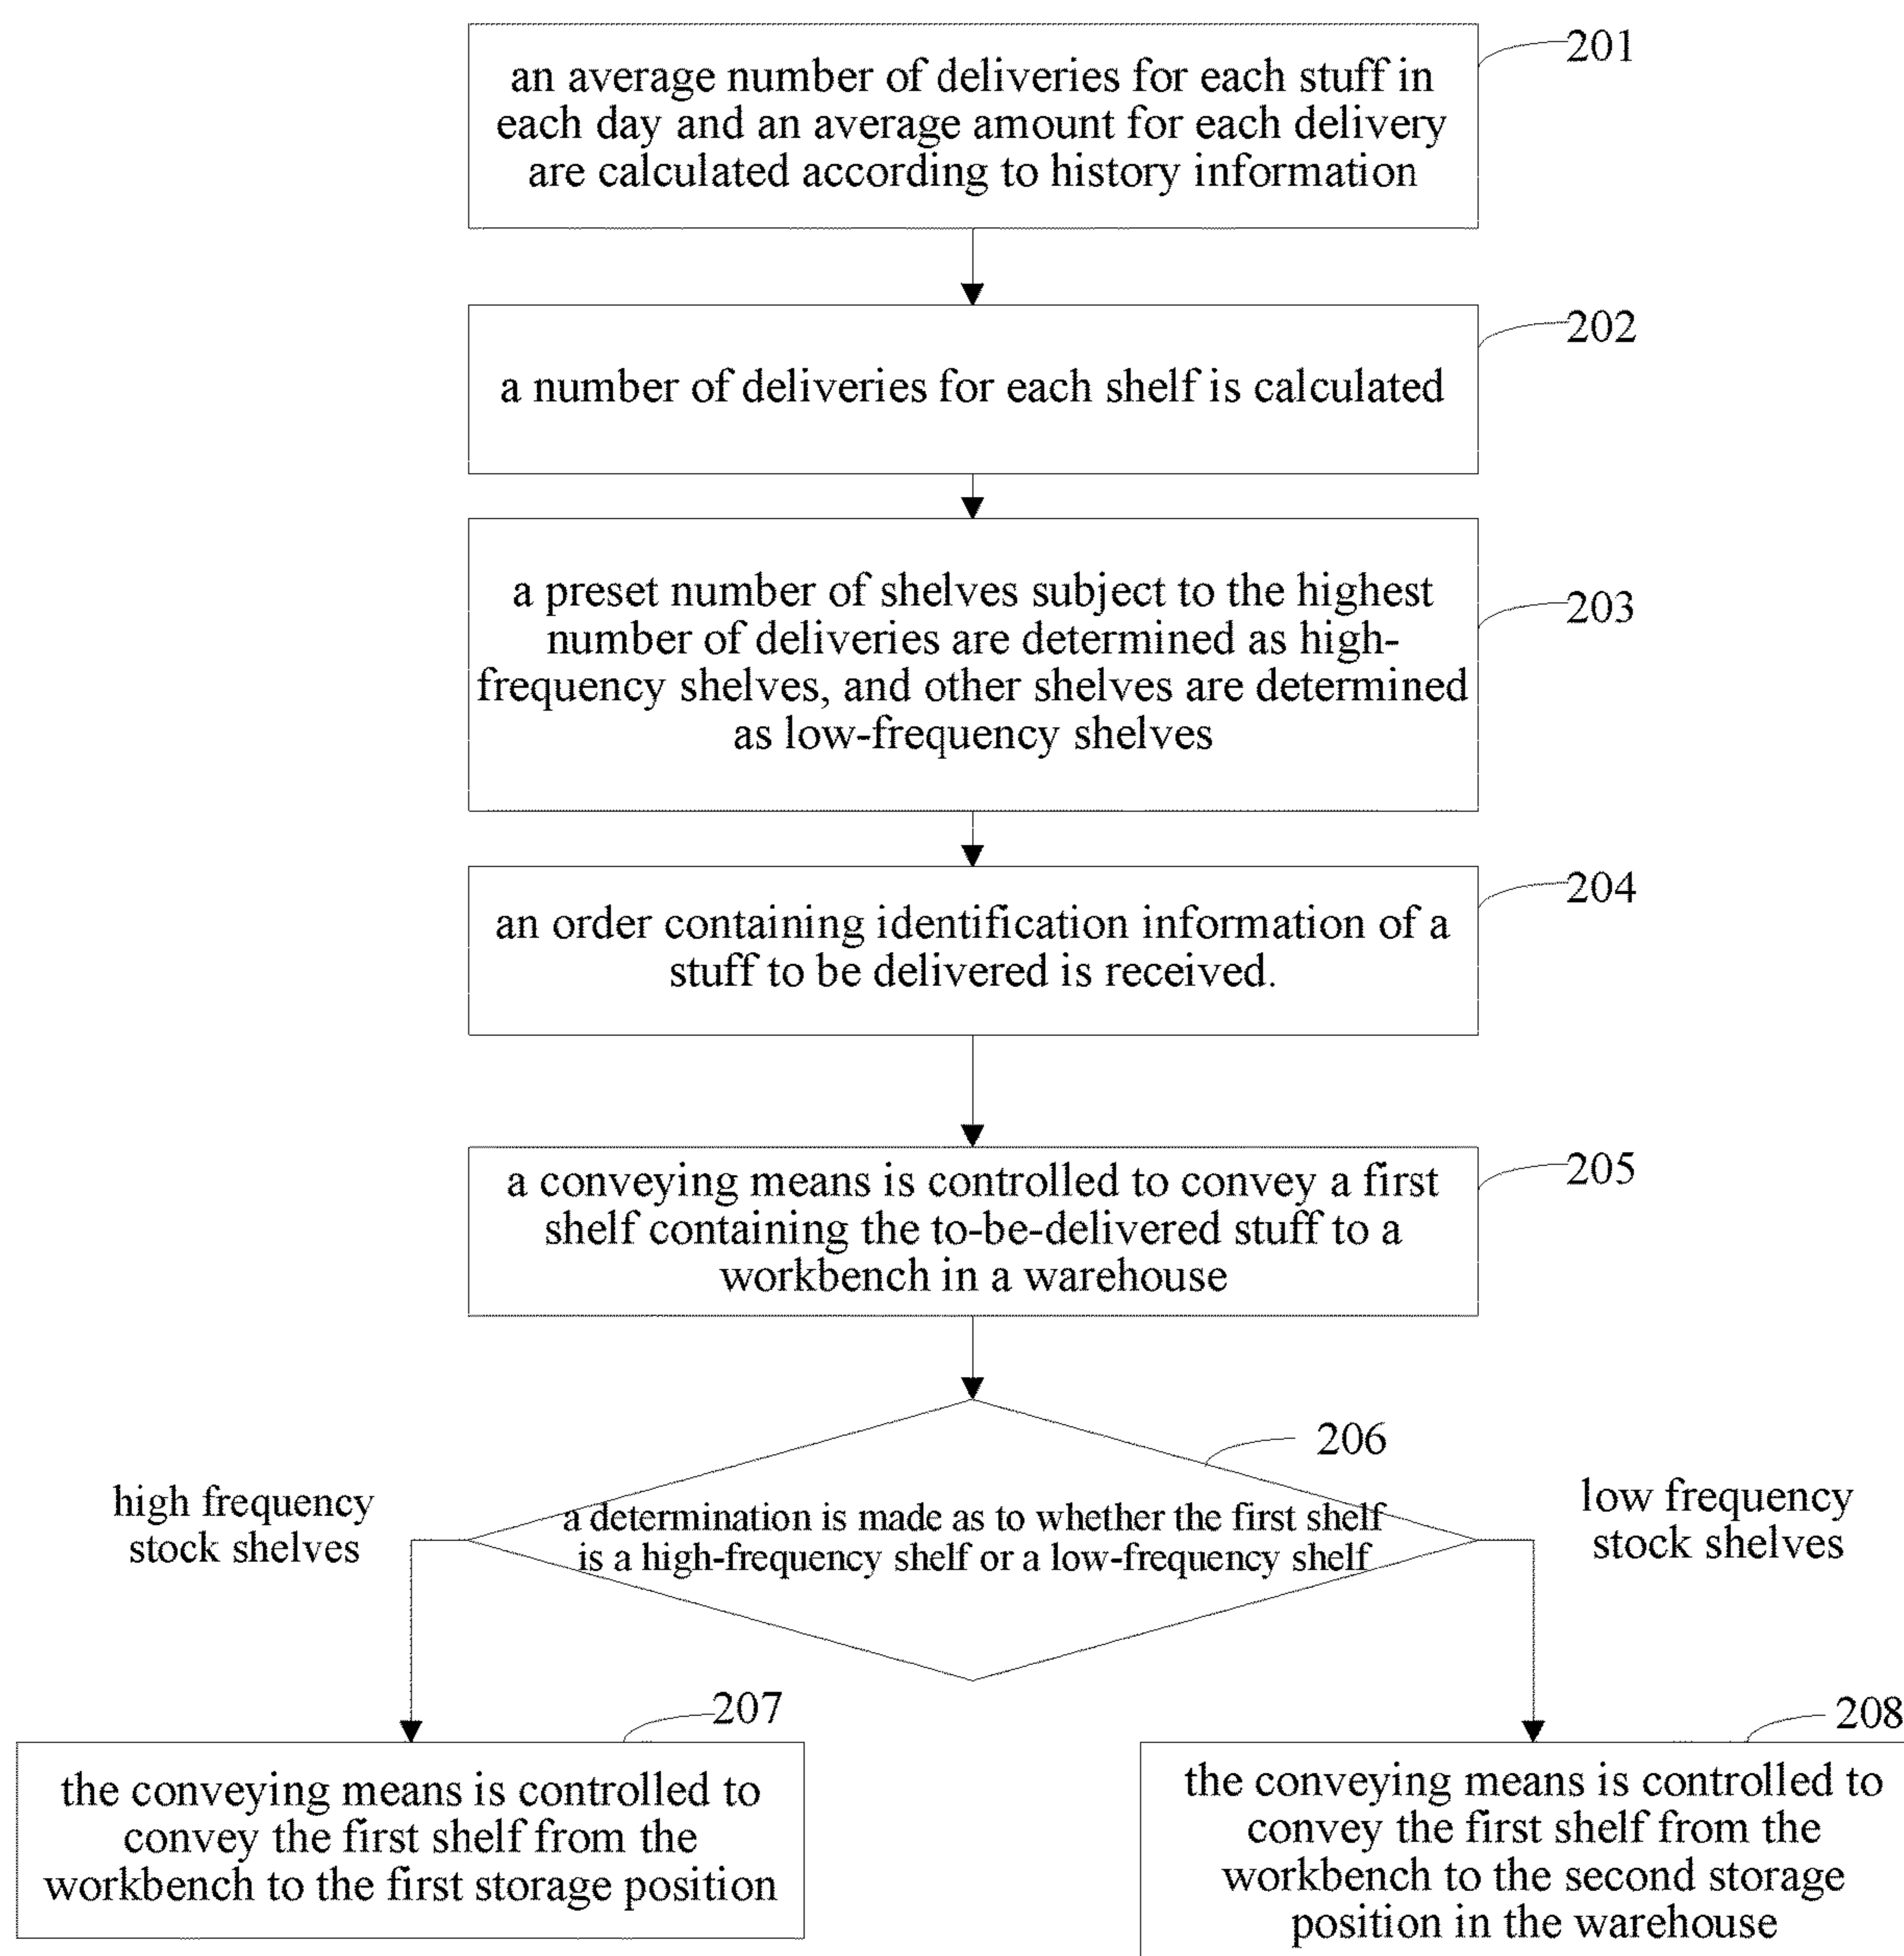 an average number of deliveries for each stuff in
each day and an average amount for each delivery
are calculated according to history information
201
a number of deliveries for each shelf is calculated
202
a preset number of shelves subject to the highest
number of deliveries are determined as high-
frequency shelves, and other shelves are determined
as low-frequency shelves
203
an order containing identification information of a
stuff to be delivered is received.
204
a conveying means is controlled to convey a first
shelf containing the to-be-delivered stuff to a
workbench in a warehouse
205
206
a determination is made as to whether the first shelf
is a high-frequency shelf or a low-frequency shelf
high frequency
stock shelves
low frequency
stock shelves
207
the conveying means is controlled to
convey the first shelf from the
workbench to the first storage position
208
the conveying means is controlled to
convey the first shelf from the
workbench to the second storage
position in the warehouse